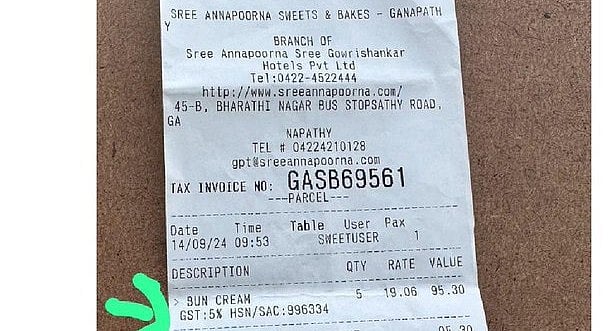 SREE ANNAPOORNA SWEETS & BAKES - GANAPATH
Y
BRANCH OF
Sree Annapoorna Sree Gowrishankar
Hotels Pvt Ltd
Tel:0422-4522444
http://www.sreeannapoorna.com/
45-B, BHARATHI NAGAR BUS STOPSATHY ROAD,
GA
NAPATHY
TEL # 04224210128
gpt@sreeannapoorna.com
TAX INVOICE NO: GASB69561
---PARCEL---
Date Time Table User Pax
14/09/24 09:53 SWEETUSER 1
DESCRIPTION QTY RATE VALUE
> BUN CREAM 5 19.06 95.30
GST:5% HSN/SAC:996334
95.30